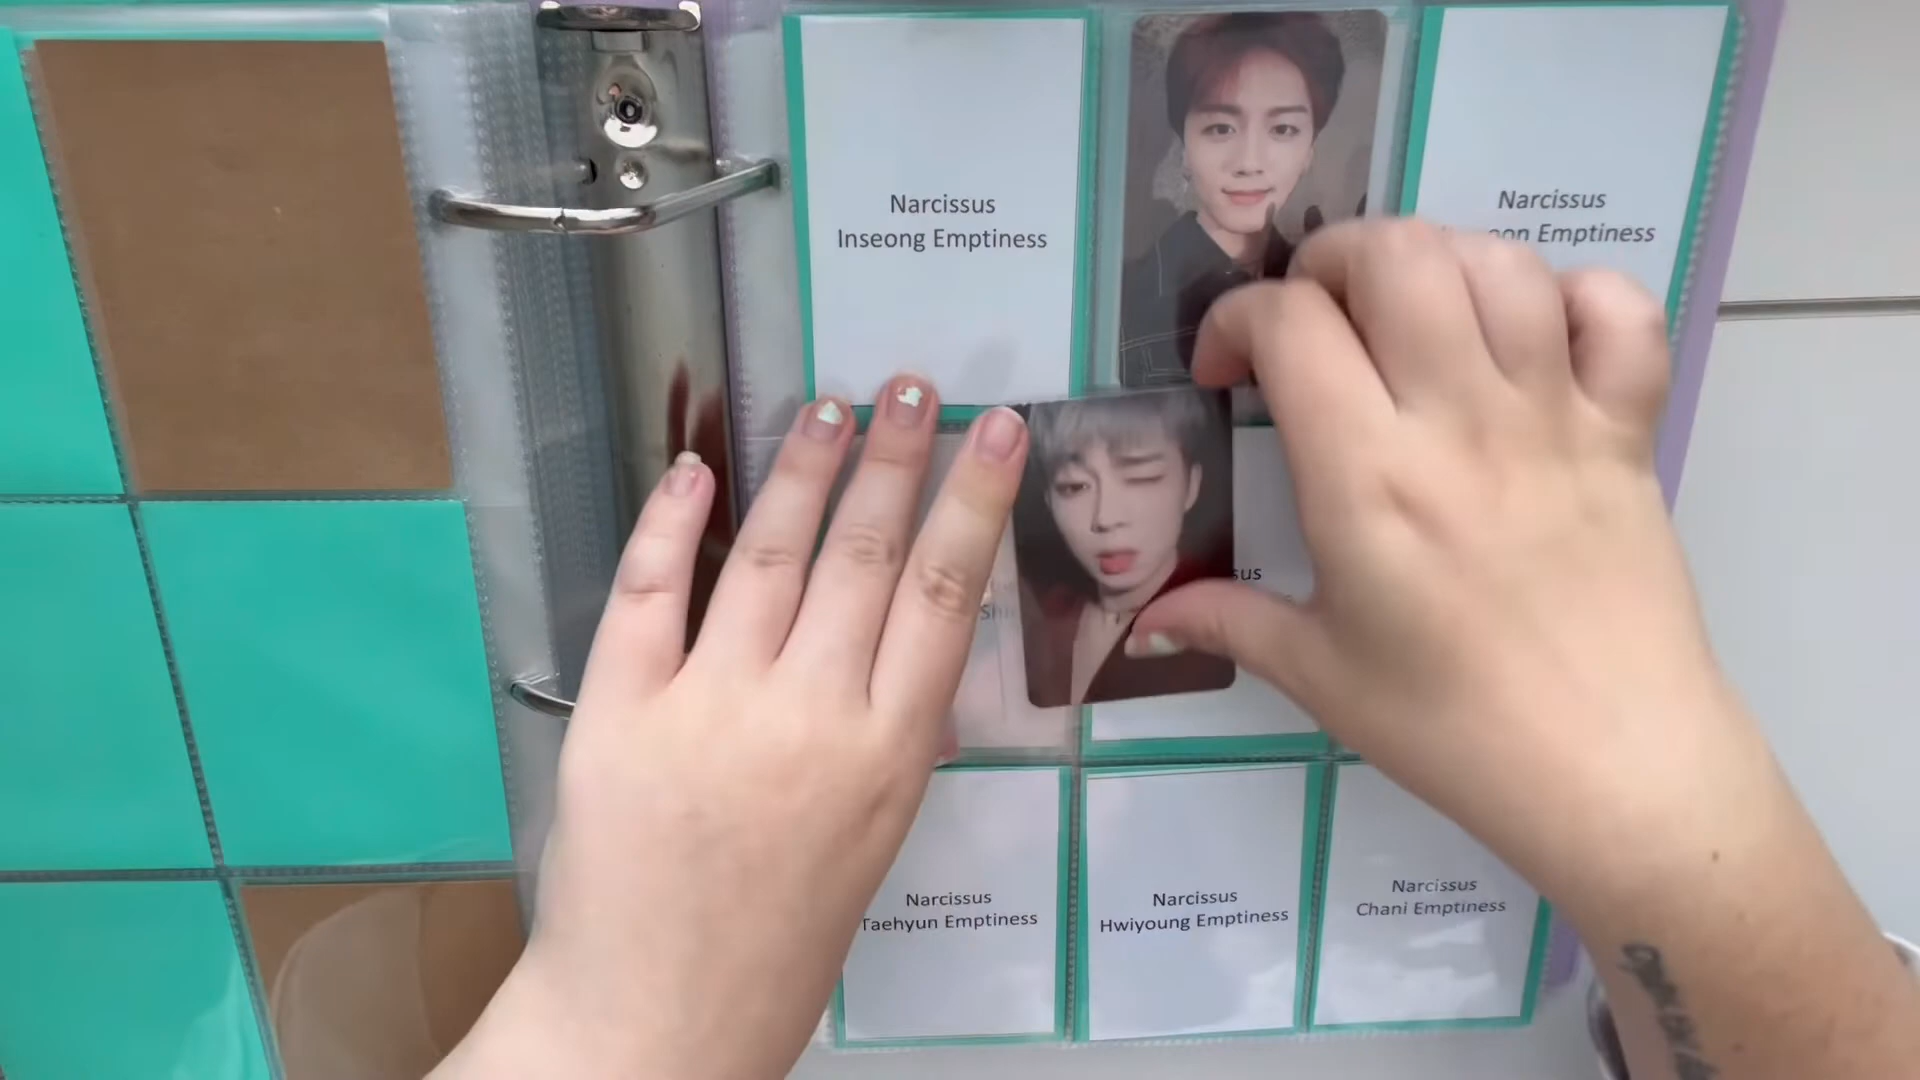 Narcissus
Inseong Emptiness
Narcissus
Emptiness
Narcissus
Taehyun Emptiness
Narcissus
Hwiyoung Emptiness
Narcissus
Chani Emptiness